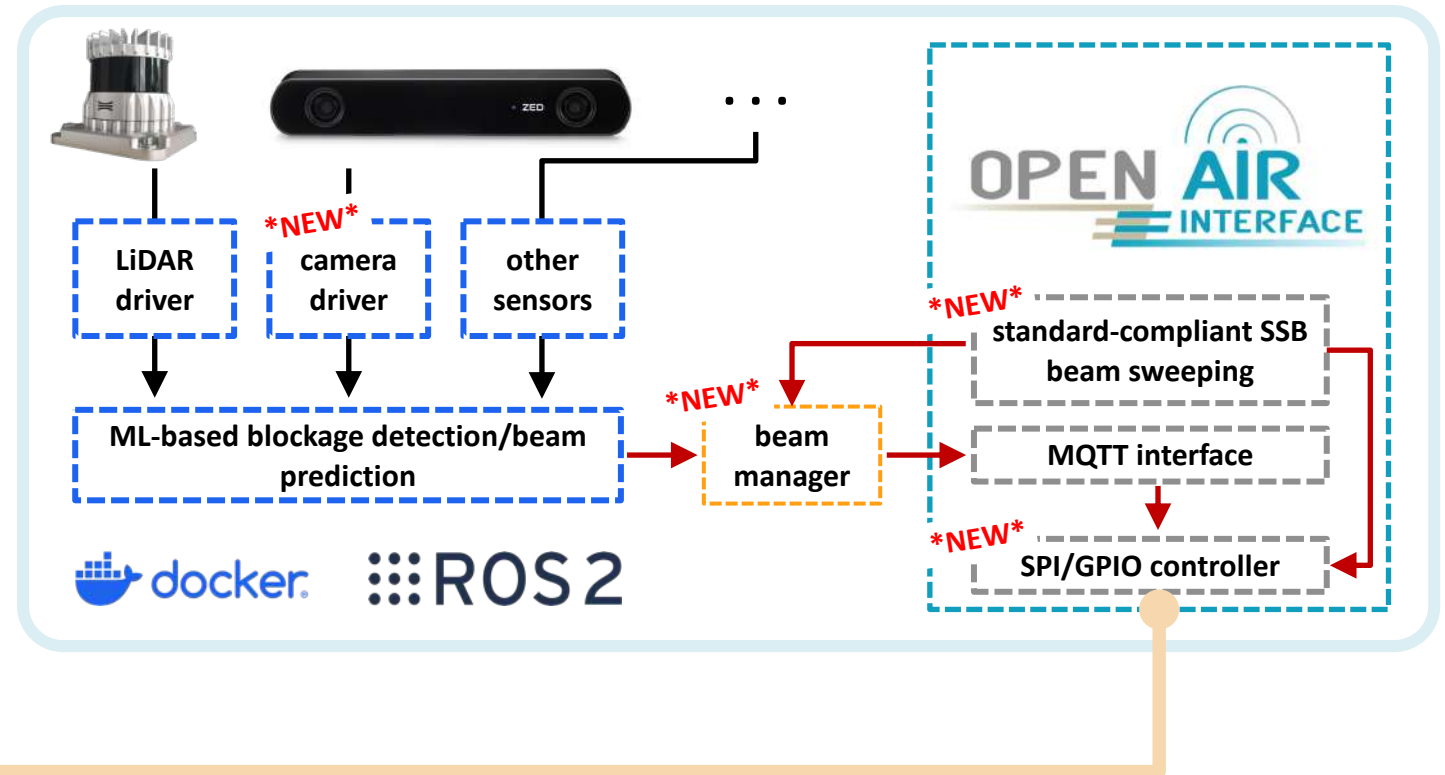 ZED
...
OPEN AIR
INTERFACE
*NEW*
LiDAR
driver
camera
driver
other
sensors
*NEW*
standard-compliant SSB
beam sweeping
*NEW*
ML-based blockage detection/beam
prediction
beam
manager
MQTT interface
*NEW*
SPI/GPIO controller
docker.
ROS 2